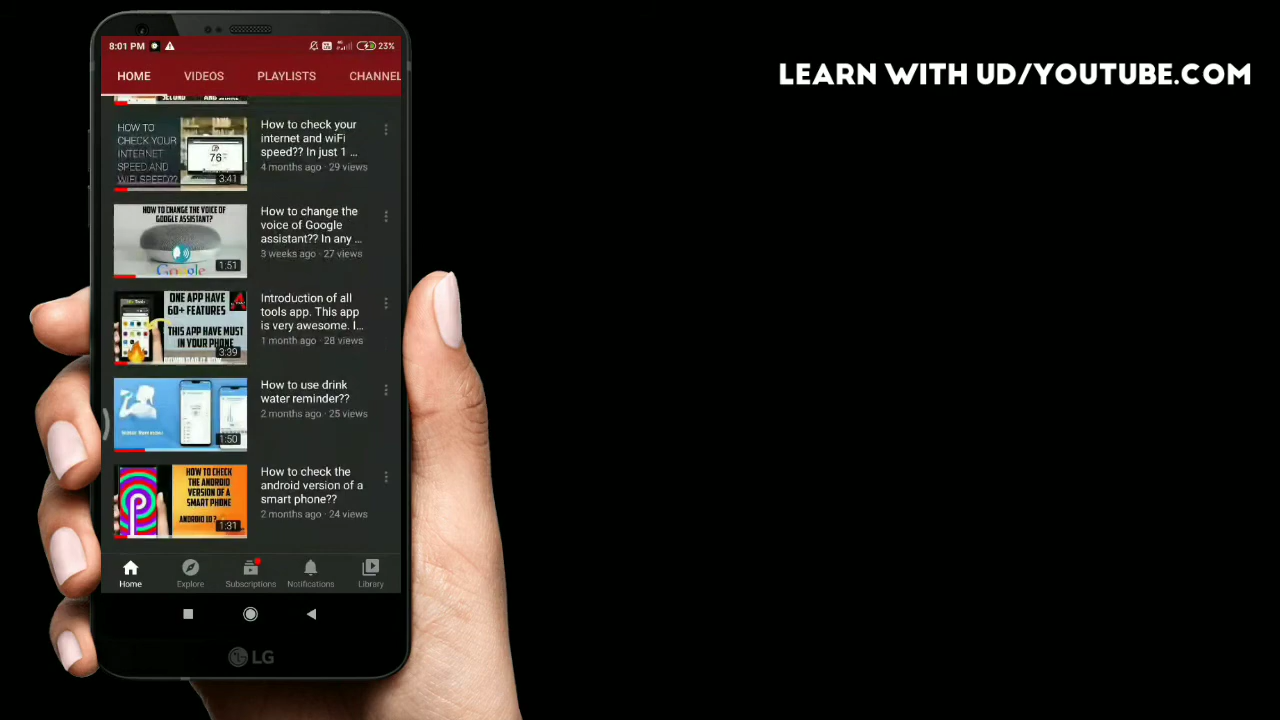 LEARN WITH UD/YOUTUBE.COM
8:01 PM
23%
HOME VIDEOS PLAYLISTS CHANNEL
SECOND
HOW TO
CHECK YOUR
INTERNET
SPEED AND
WIFI SPEED??
76
3:41
How to check your
internet and wiFi
speed?? In just 1 ...
4 months ago · 29 views
HOW TO CHANGE THE VOICE OF
GOOGLE ASSISTANT?
Google
1:51
How to change the
voice of Google
assistant?? In any ...
3 weeks ago · 27 views
ONE APP HAVE
60+ FEATURES
THIS APP HAVE MUST
IN YOUR PHONE
DOWNLOAD IT NOW
3:39
Introduction of all
tools app. This app
is very awesome. I...
1 month ago · 28 views
1:50
How to use drink
water reminder??
2 months ago · 25 views
HOW TO CHECK
THE ANDROID
VERSION OF A
SMART PHONE
ANDROID
1:31
How to check the
android version of a
smart phone??
2 months ago · 24 views
Home Explore Subscriptions Notifications Library
LG